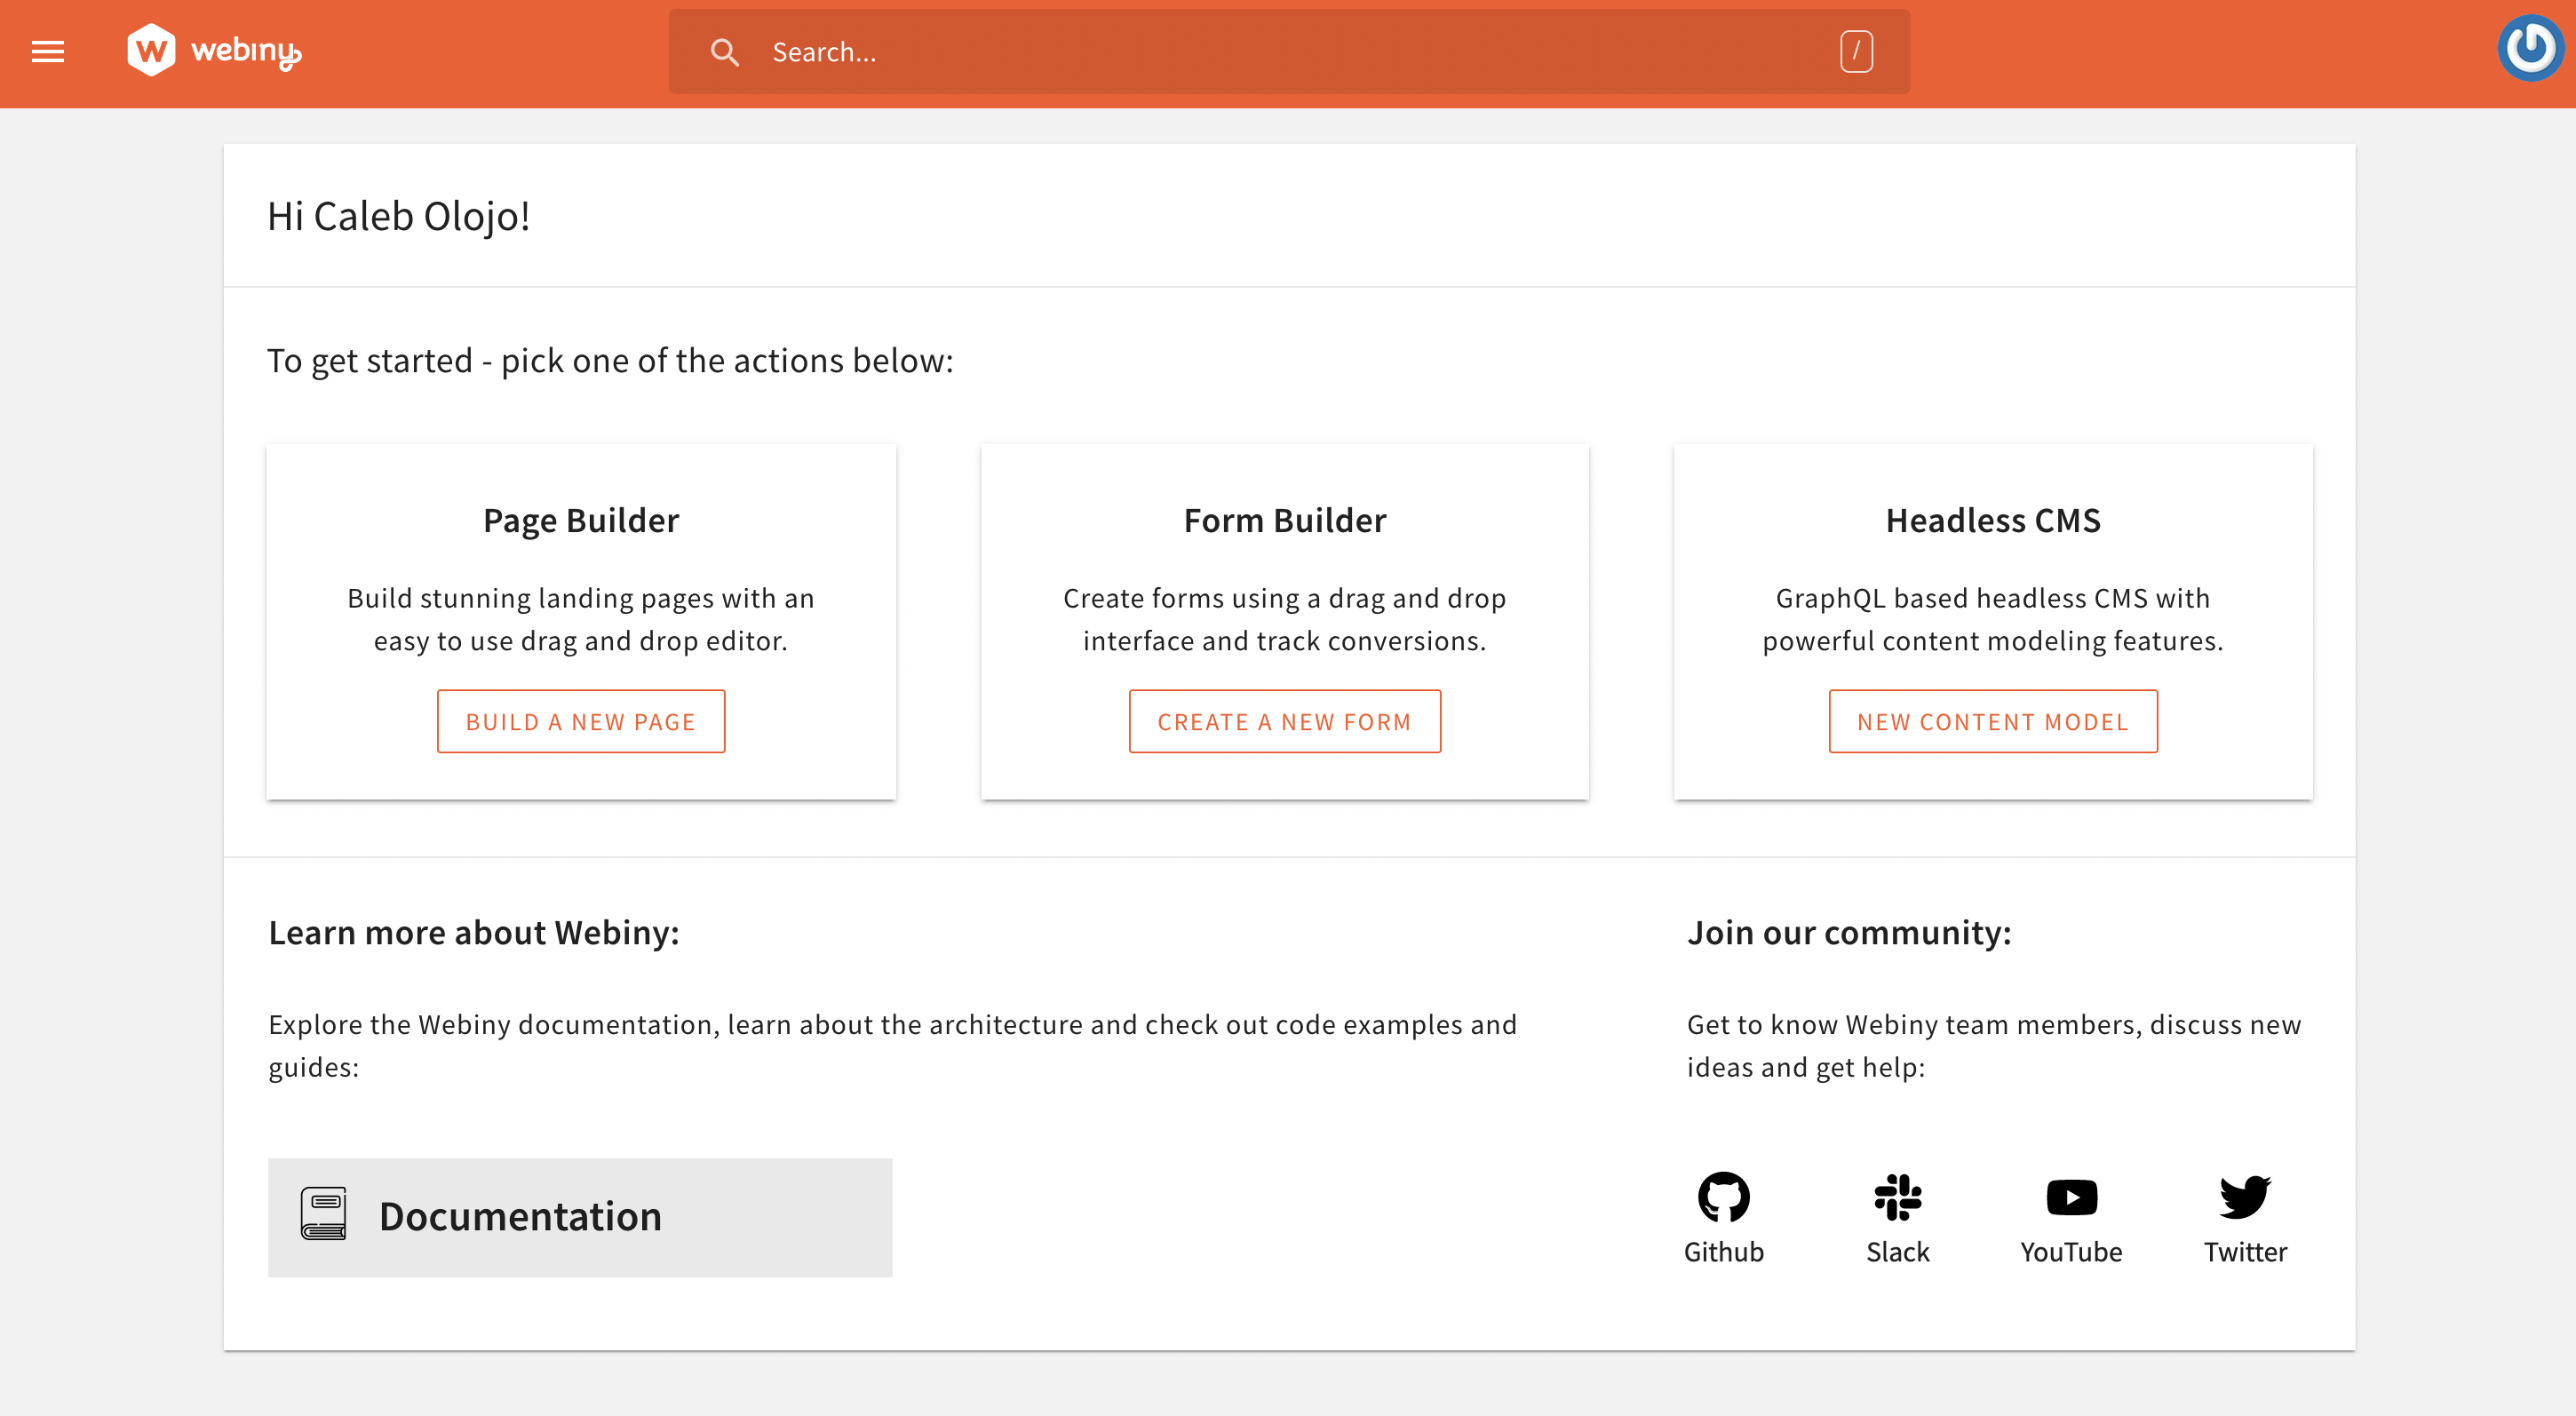 webiny
Search...
/
Hi Caleb Olojo!
To get started - pick one of the actions below:
Page Builder
Build stunning landing pages with an
easy to use drag and drop editor.
BUILD A NEW PAGE
Form Builder
Create forms using a drag and drop
interface and track conversions.
CREATE A NEW FORM
Headless CMS
GraphQL based headless CMS with
powerful content modeling features.
NEW CONTENT MODEL
Learn more about Webiny:
Explore the Webiny documentation, learn about the architecture and check out code examples and
guides:
Documentation
Join our community:
Get to know Webiny team members, discuss new
ideas and get help:
Github
Slack
YouTube
Twitter